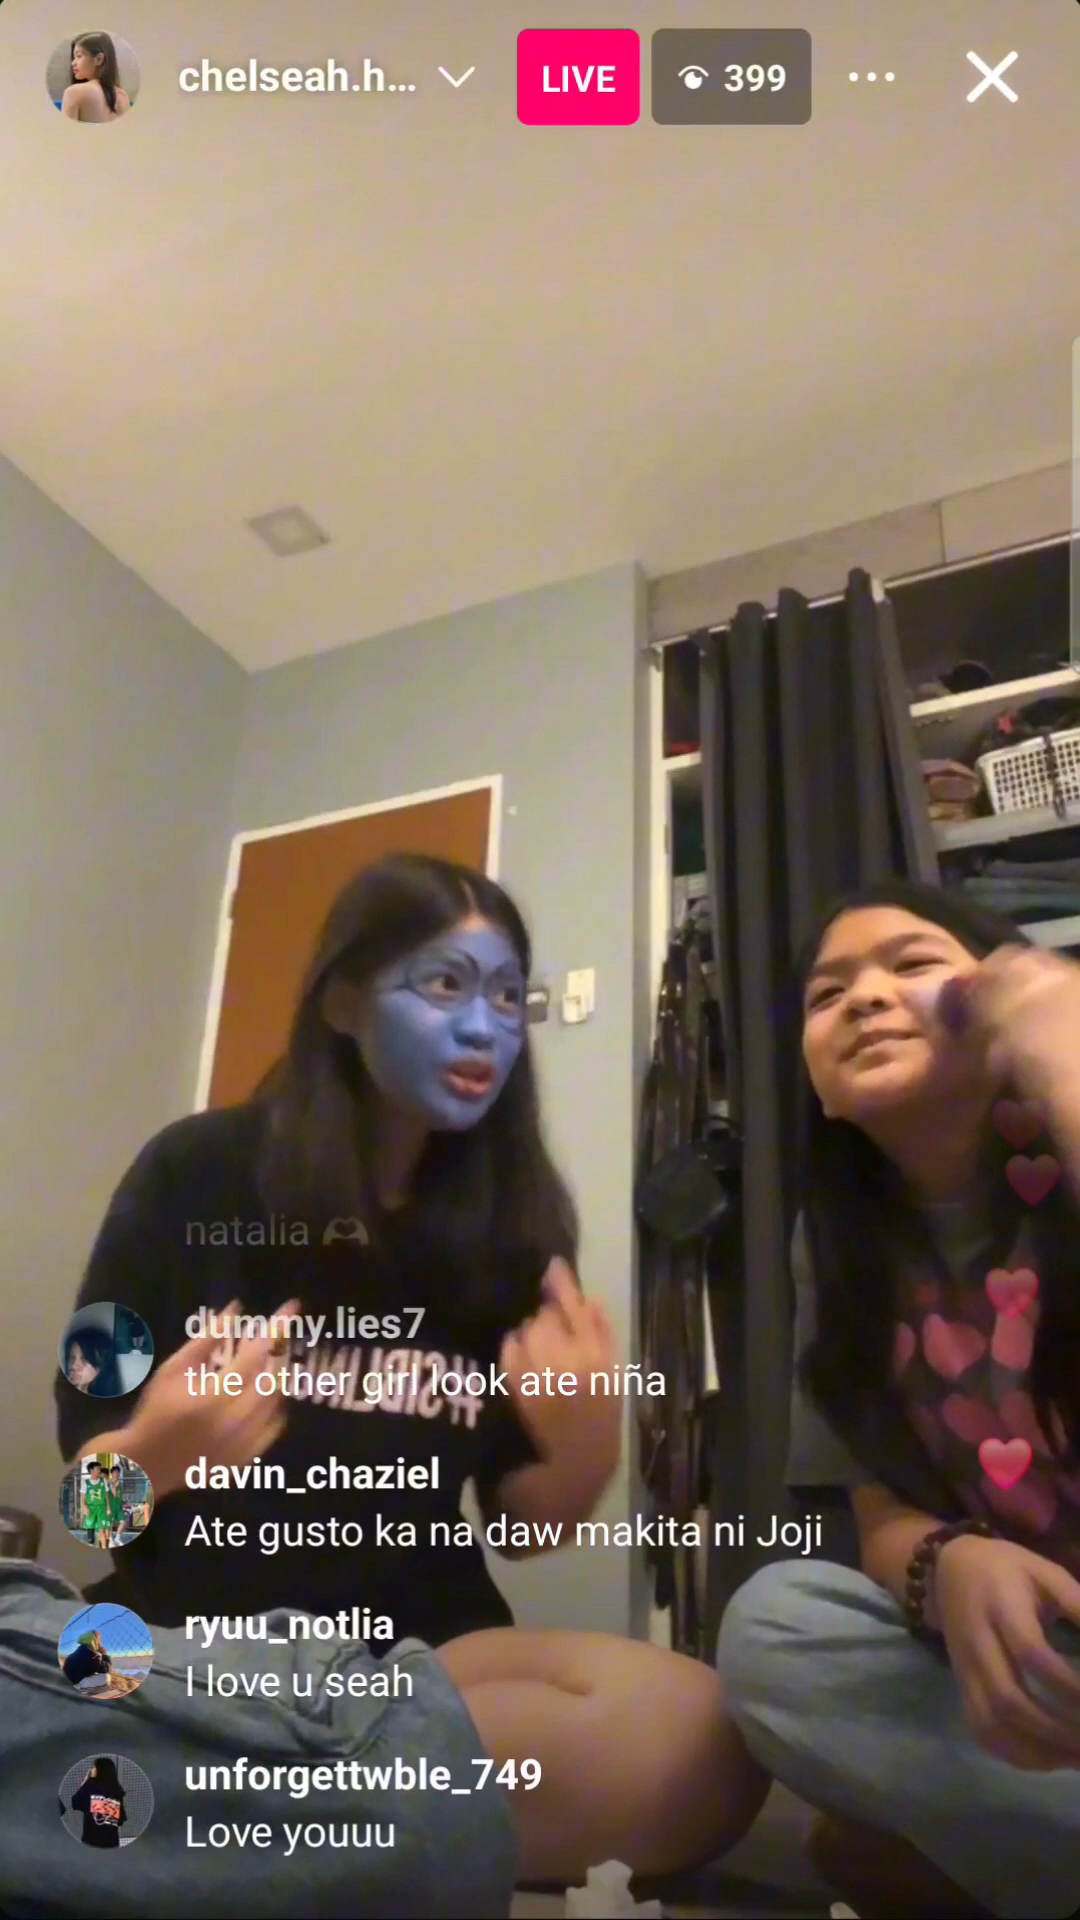 chelseah.h...
LIVE
399
natalia 🫶
dummy.lies7
the other girl look ate niña
davin_chaziel
Ate gusto ka na daw makita ni Joji
ryuu_notlia
I love u seah
unforgettwble_749
Love youuu